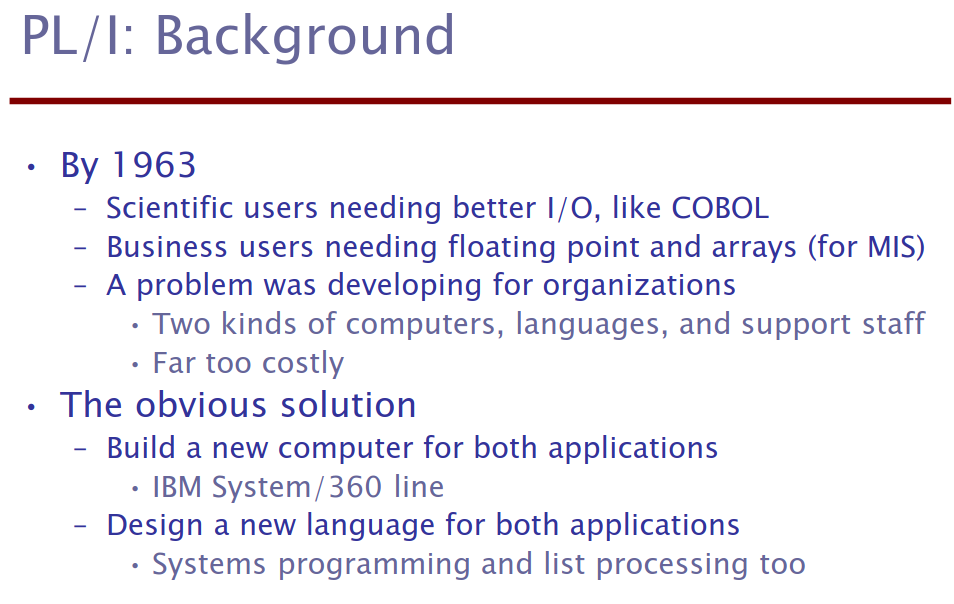 PL/I: Background
• By 1963
– Scientific users needing better I/O, like COBOL
– Business users needing floating point and arrays (for MIS)
– A problem was developing for organizations
• Two kinds of computers, languages, and support staff
• Far too costly
• The obvious solution
– Build a new computer for both applications
• IBM System/360 line
– Design a new language for both applications
• Systems programming and list processing too